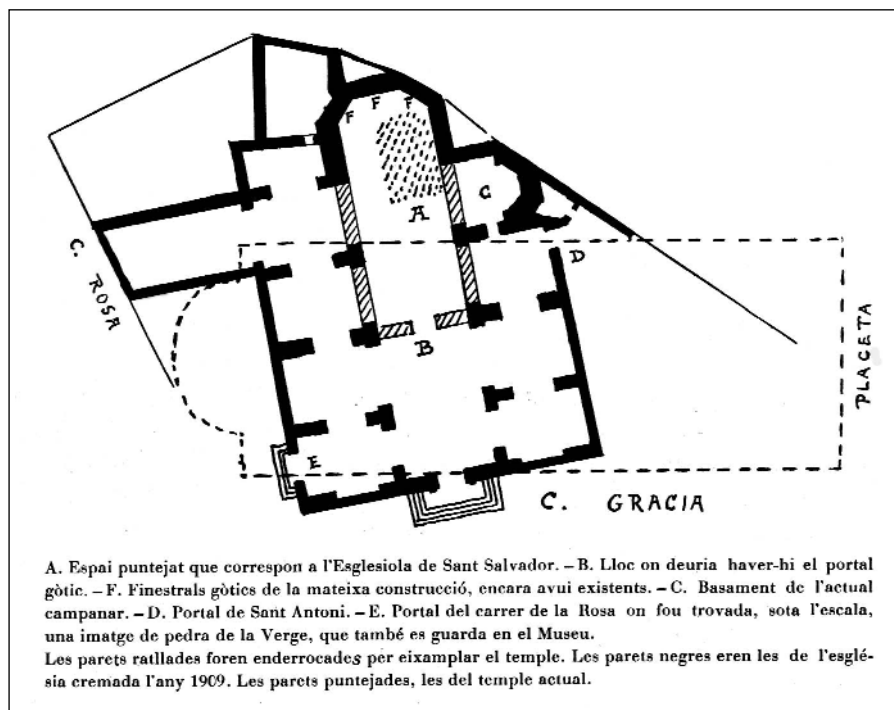 F F F
A
C
C. ROSA
D
B
PLACETA
E
C. GRACIA
A. Espai puntejat que correspon a l'Esglesiola de Sant Salvador. – B. Lloc on deuria haver-hi el portal
gòtic. – F. Finestrals gòtics de la mateixa construcció, encara avui existents. – C. Basament de l'actual
campanar. – D. Portal de Sant Antoni. – E. Portal del carrer de la Rosa on fou trovada, sota l'escala,
una imatge de pedra de la Verge, que també es guarda en el Museu.
Les parets ratllades foren enderrocades per eixamplar el temple. Les parets negres eren les de l'esglé-
sia cremada l'any 1909. Les parets puntejades, les del temple actual.